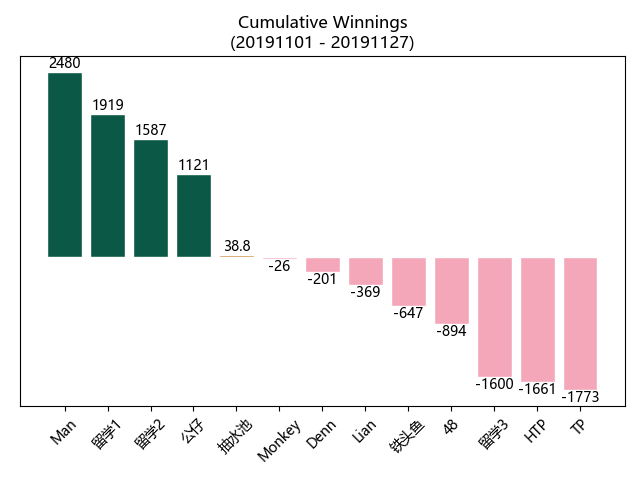 Cumulative Winnings
(20191101 - 20191127)
2480
1919
1587
1121
38.8
-26
-201
-369
-647
-894
-1600
-1661
-1773
Man
留学1
留学2
公仔
抽水池
Monkey
Denn
Lian
铁头鱼
48
留学3
HTP
TP